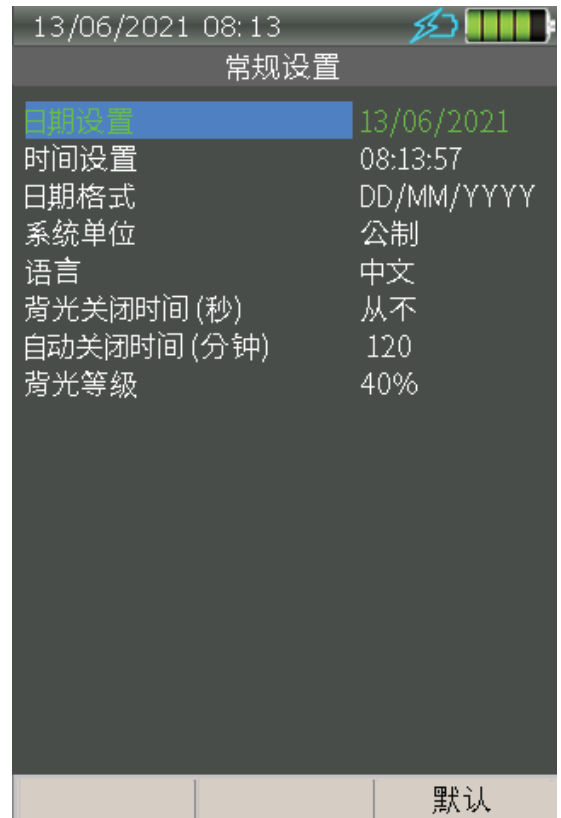 13/06/2021 08:13
常规设置
日期设置 13/06/2021
时间设置 08:13:57
日期格式 DD/MM/YYYY
系统单位 公制
语言 中文
背光关闭时间(秒) 从不
自动关闭时间(分钟) 120
背光等级 40%
默认